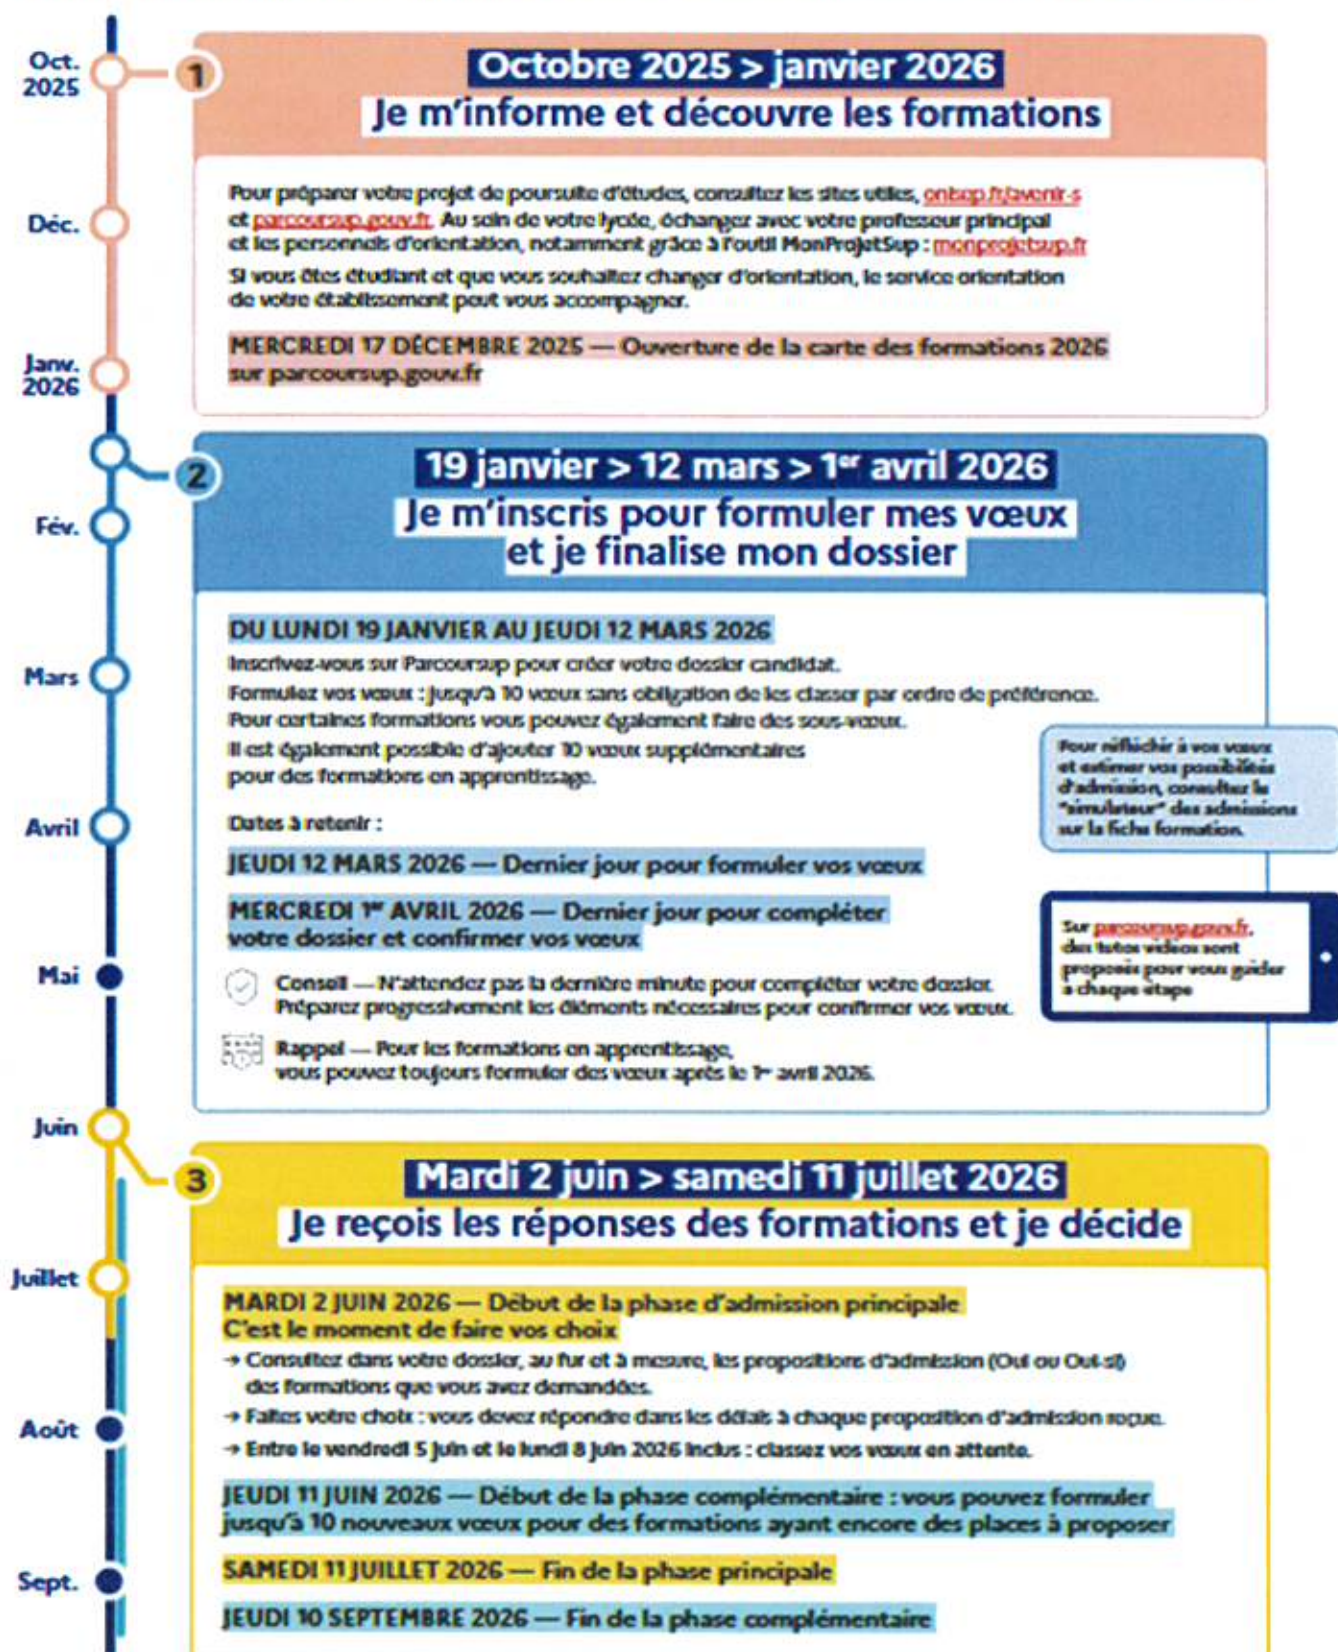 Oct.
2025
1
Octobre 2025 > janvier 2026
Je m'informe et découvre les formations
Pour préparer votre projet de poursuite d'études, consultez les sites utiles, onisep.fr/avenir-s
et parcoursup.gouv.fr. Au sein de votre lycée, échangez avec votre professeur principal
et les personnels d'orientation, notamment grâce à l'outil MonProjetSup : monprojetsup.fr
Si vous êtes étudiant et que vous souhaitez changer d'orientation, le service orientation
de votre établissement peut vous accompagner.
MERCREDI 17 DÉCEMBRE 2025 — Ouverture de la carte des formations 2026
sur parcoursup.gouv.fr
Déc.
Janv.
2026
2
19 janvier > 12 mars > 1er avril 2026
Je m'inscris pour formuler mes vœux
et je finalise mon dossier
Fév.
DU LUNDI 19 JANVIER AU JEUDI 12 MARS 2026
Inscrivez-vous sur Parcoursup pour créer votre dossier candidat.
Formulez vos vœux : jusqu'à 10 vœux sans obligation de les classer par ordre de préférence.
Pour certaines formations vous pouvez également faire des sous-vœux.
Il est également possible d'ajouter 10 vœux supplémentaires
pour des formations en apprentissage.
Mars
Pour réfléchir à vos vœux
et estimer vos possibilités
d'admission, consultez le
"simulateur" des admissions
sur la fiche formation.
Avril
Dates à retenir :
JEUDI 12 MARS 2026 — Dernier jour pour formuler vos vœux
MERCREDI 1er AVRIL 2026 — Dernier jour pour compléter
votre dossier et confirmer vos vœux
Sur parcoursup.gouv.fr,
des tutos vidéos sont
proposés pour vous guider
à chaque étape
Mai
Conseil — N'attendez pas la dernière minute pour compléter votre dossier.
Préparez progressivement les éléments nécessaires pour confirmer vos vœux.
Rappel — Pour les formations en apprentissage,
vous pouvez toujours formuler des vœux après le 1er avril 2026.
Juin
3
Mardi 2 juin > samedi 11 juillet 2026
Je reçois les réponses des formations et je décide
Juillet
MARDI 2 JUIN 2026 — Début de la phase d'admission principale
C'est le moment de faire vos choix
→ Consultez dans votre dossier, au fur et à mesure, les propositions d'admission (Oui ou Oui-si)
des formations que vous avez demandées.
→ Faites votre choix : vous devez répondre dans les délais à chaque proposition d'admission reçue.
→ Entre le vendredi 5 juin et le lundi 8 juin 2026 inclus : classez vos vœux en attente.
Août
JEUDI 11 JUIN 2026 — Début de la phase complémentaire : vous pouvez formuler
jusqu'à 10 nouveaux vœux pour des formations ayant encore des places à proposer
SAMEDI 11 JUILLET 2026 — Fin de la phase principale
Sept.
JEUDI 10 SEPTEMBRE 2026 — Fin de la phase complémentaire